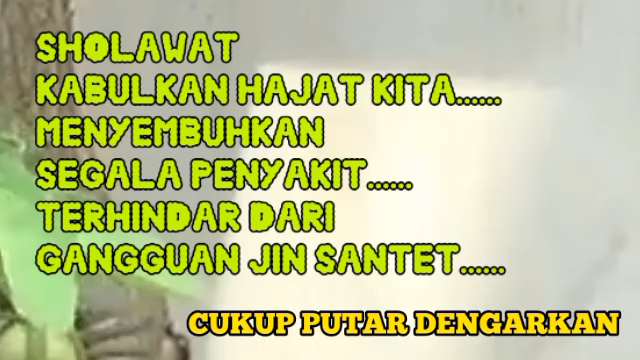 SHOLAWAT
KABULKAN HAJAT KITA......
MENYEMBUHKAN
SEGALA PENYAKIT......
TERHINDAR DARI
GANGGUAN JIN SANTET......
CUKUP PUTAR DENGARKAN